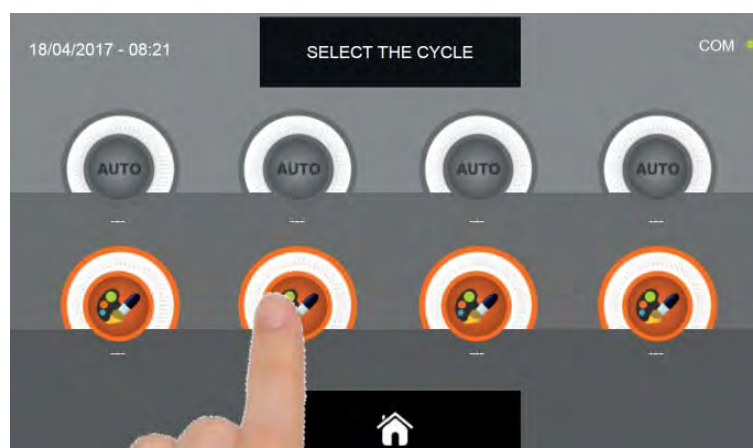 18/04/2017 - 08:21
SELECT THE CYCLE
COM
AUTO AUTO AUTO AUTO
--- --- --- ---
--- --- ---